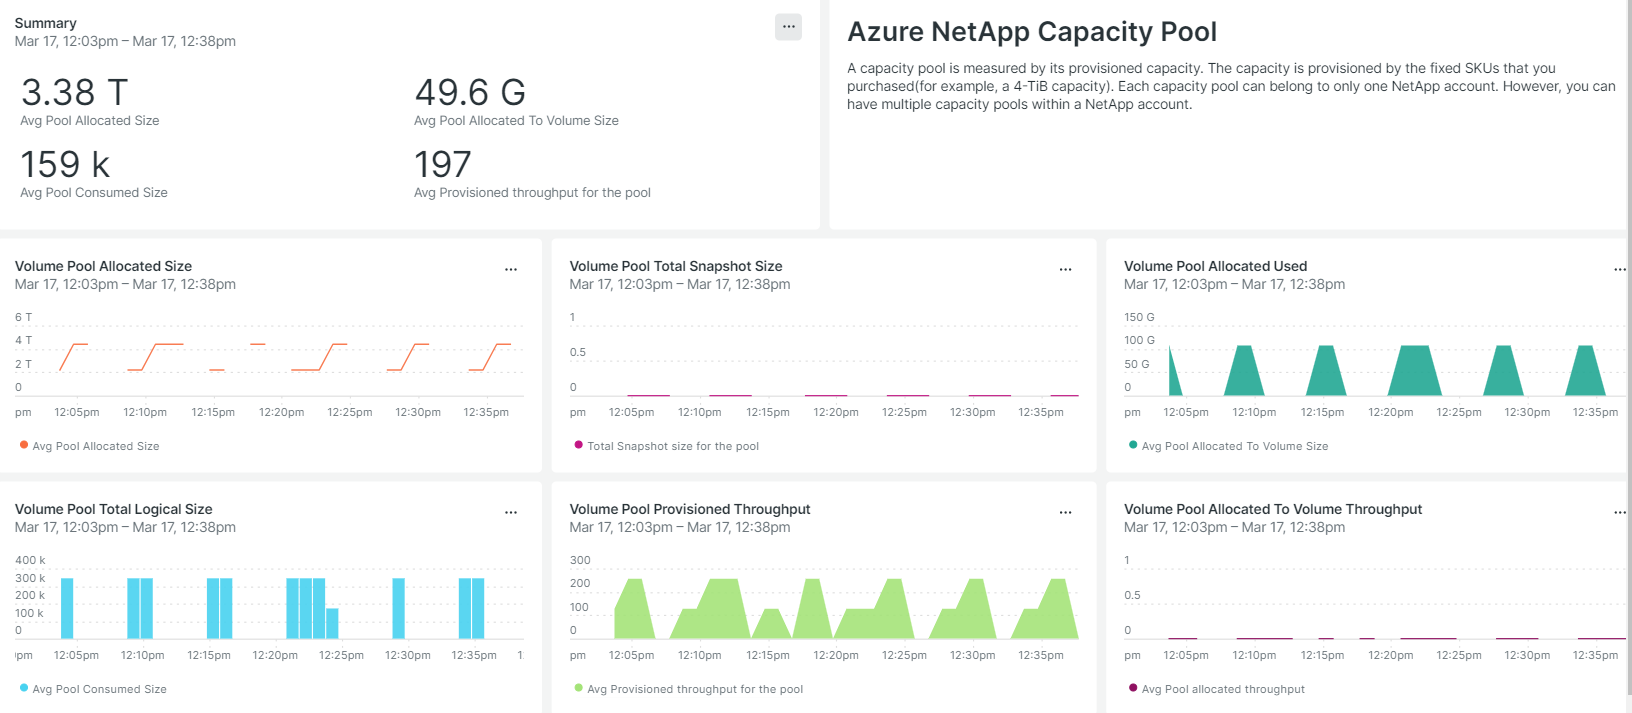 Summary
Mar 17, 12:03pm – Mar 17, 12:38pm
...
3.38 T
Avg Pool Allocated Size
49.6 G
Avg Pool Allocated To Volume Size
159 k
Avg Pool Consumed Size
197
Avg Provisioned throughput for the pool
Azure NetApp Capacity Pool
A capacity pool is measured by its provisioned capacity. The capacity is provisioned by the fixed SKUs that you
purchased(for example, a 4-TiB capacity). Each capacity pool can belong to only one NetApp account. However, you can
have multiple capacity pools within a NetApp account.
Volume Pool Allocated Size
...
Mar 17, 12:03pm – Mar 17, 12:38pm
6 T
4 T
2 T
0
pm 12:05pm 12:10pm 12:15pm 12:20pm 12:25pm 12:30pm 12:35pm
Avg Pool Allocated Size
Volume Pool Total Snapshot Size
...
Mar 17, 12:03pm – Mar 17, 12:38pm
1
0.5
0
pm 12:05pm 12:10pm 12:15pm 12:20pm 12:25pm 12:30pm 12:35pm
Total Snapshot size for the pool
Volume Pool Allocated Used
...
Mar 17, 12:03pm – Mar 17, 12:38pm
150 G
100 G
50 G
0
pm 12:05pm 12:10pm 12:15pm 12:20pm 12:25pm 12:30pm 12:35pm
Avg Pool Allocated To Volume Size
Volume Pool Total Logical Size
...
Mar 17, 12:03pm – Mar 17, 12:38pm
400 k
300 k
200 k
100 k
0
pm 12:05pm 12:10pm 12:15pm 12:20pm 12:25pm 12:30pm 12:35pm 1:
Avg Pool Consumed Size
Volume Pool Provisioned Throughput
...
Mar 17, 12:03pm – Mar 17, 12:38pm
300
200
100
0
pm 12:05pm 12:10pm 12:15pm 12:20pm 12:25pm 12:30pm 12:35pm
Avg Provisioned throughput for the pool
Volume Pool Allocated To Volume Throughput
...
Mar 17, 12:03pm – Mar 17, 12:38pm
1
0.5
0
pm 12:05pm 12:10pm 12:15pm 12:20pm 12:25pm 12:30pm 12:35pm
Avg Pool allocated throughput